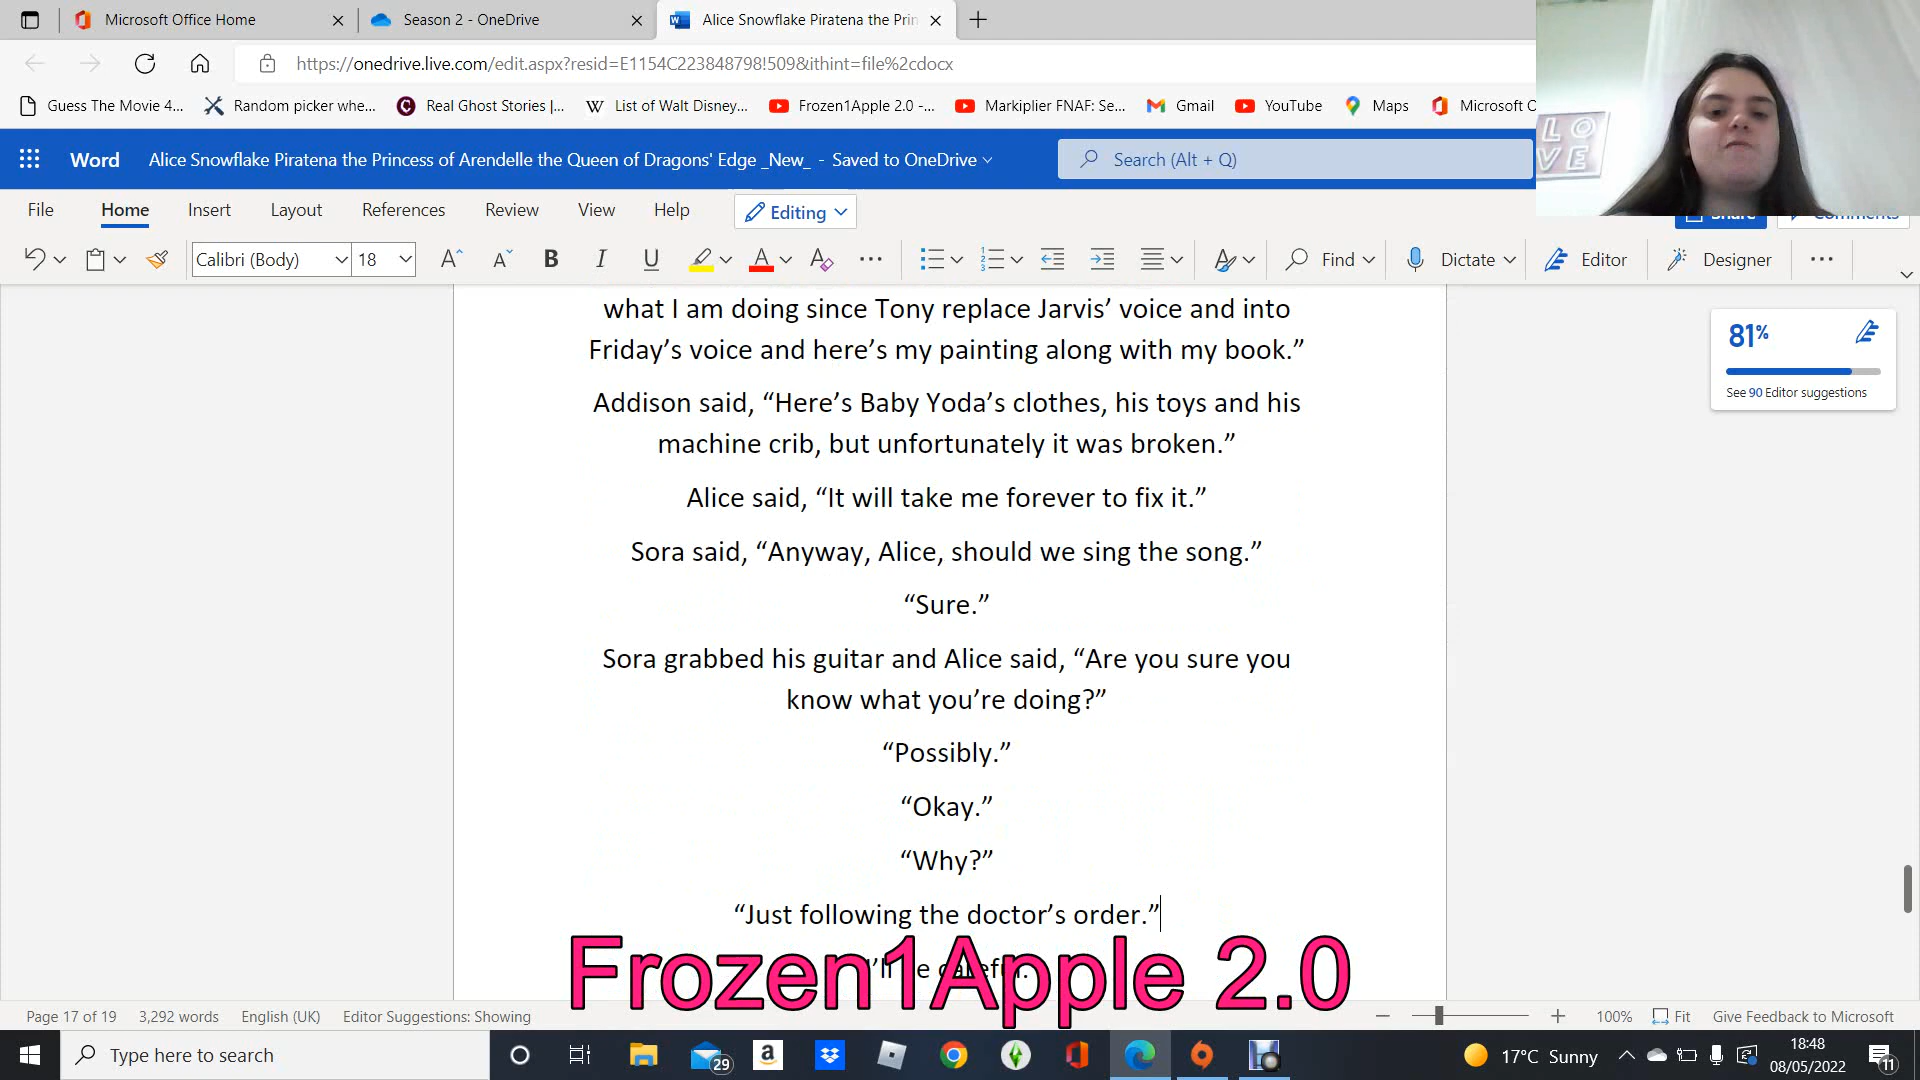 Microsoft Office Home
Season 2 - OneDrive
Alice Snowflake Piratena the Prin
https://onedrive.live.com/edit.aspx?resid=E1154C223848798!509&ithint=file%2cdocx
Guess The Movie 4...
Random picker whe...
Real Ghost Stories |...
List of Walt Disney...
Frozen1Apple 2.0 -...
Markiplier FNAF: Se...
Gmail
YouTube
Maps
Microsoft O
LO
VE
Word
Alice Snowflake Piratena the Princess of Arendelle the Queen of Dragons' Edge _New_ - Saved to OneDrive
Search (Alt + Q)
File
Home
Insert
Layout
References
Review
View
Help
Editing
Share
Comments
Calibri (Body)
18
Find
Dictate
Editor
Designer
what I am doing since Tony replace Jarvis’ voice and into
Friday’s voice and here’s my painting along with my book.”
Addison said, “Here’s Baby Yoda’s clothes, his toys and his
machine crib, but unfortunately it was broken.”
Alice said, “It will take me forever to fix it.”
Sora said, “Anyway, Alice, should we sing the song.”
“Sure.”
Sora grabbed his guitar and Alice said, “Are you sure you
know what you’re doing?”
“Possibly.”
“Okay.”
“Why?”
“Just following the doctor’s order.”
81%
See 90 Editor suggestions
Frozen1Apple 2.0
Page 17 of 19
3,292 words
English (UK)
Editor Suggestions: Showing
100%
Fit
Give Feedback to Microsoft
Type here to search
29
17°C Sunny
18:48
08/05/2022
11